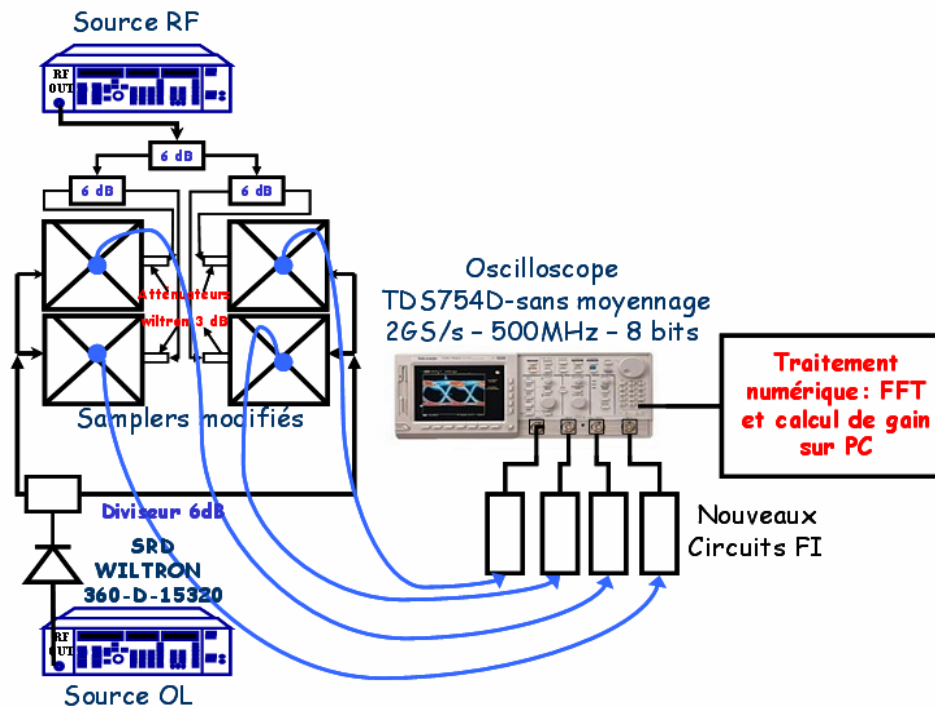 Source RF
RF
OUT
6 dB
6 dB
6 dB
Atténuateurs
wiltron 3 dB
Samplers modifiés
Oscilloscope
TDS754D-sans moyennage
2GS/s – 500MHz – 8 bits
Traitement
numérique: FFT
et calcul de gain
sur PC
Nouveaux
Circuits FI
Diviseur 6dB
SRD
WILTRON
360-D-15320
RF
OUT
Source OL